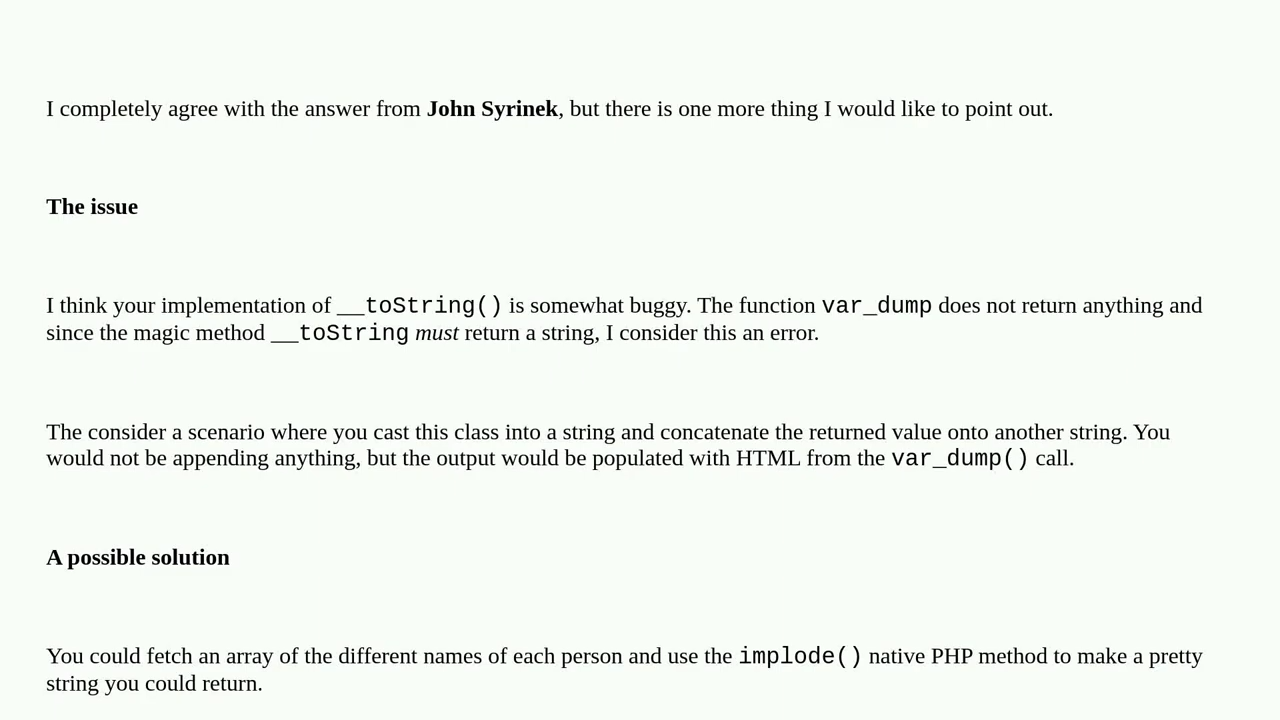 I completely agree with the answer from John Syrinek, but there is one more thing I would like to point out.
The issue
I think your implementation of __toString() is somewhat buggy. The function var_dump does not return anything and
since the magic method __toString must return a string, I consider this an error.
The consider a scenario where you cast this class into a string and concatenate the returned value onto another string. You
would not be appending anything, but the output would be populated with HTML from the var_dump() call.
A possible solution
You could fetch an array of the different names of each person and use the implode() native PHP method to make a pretty
string you could return.